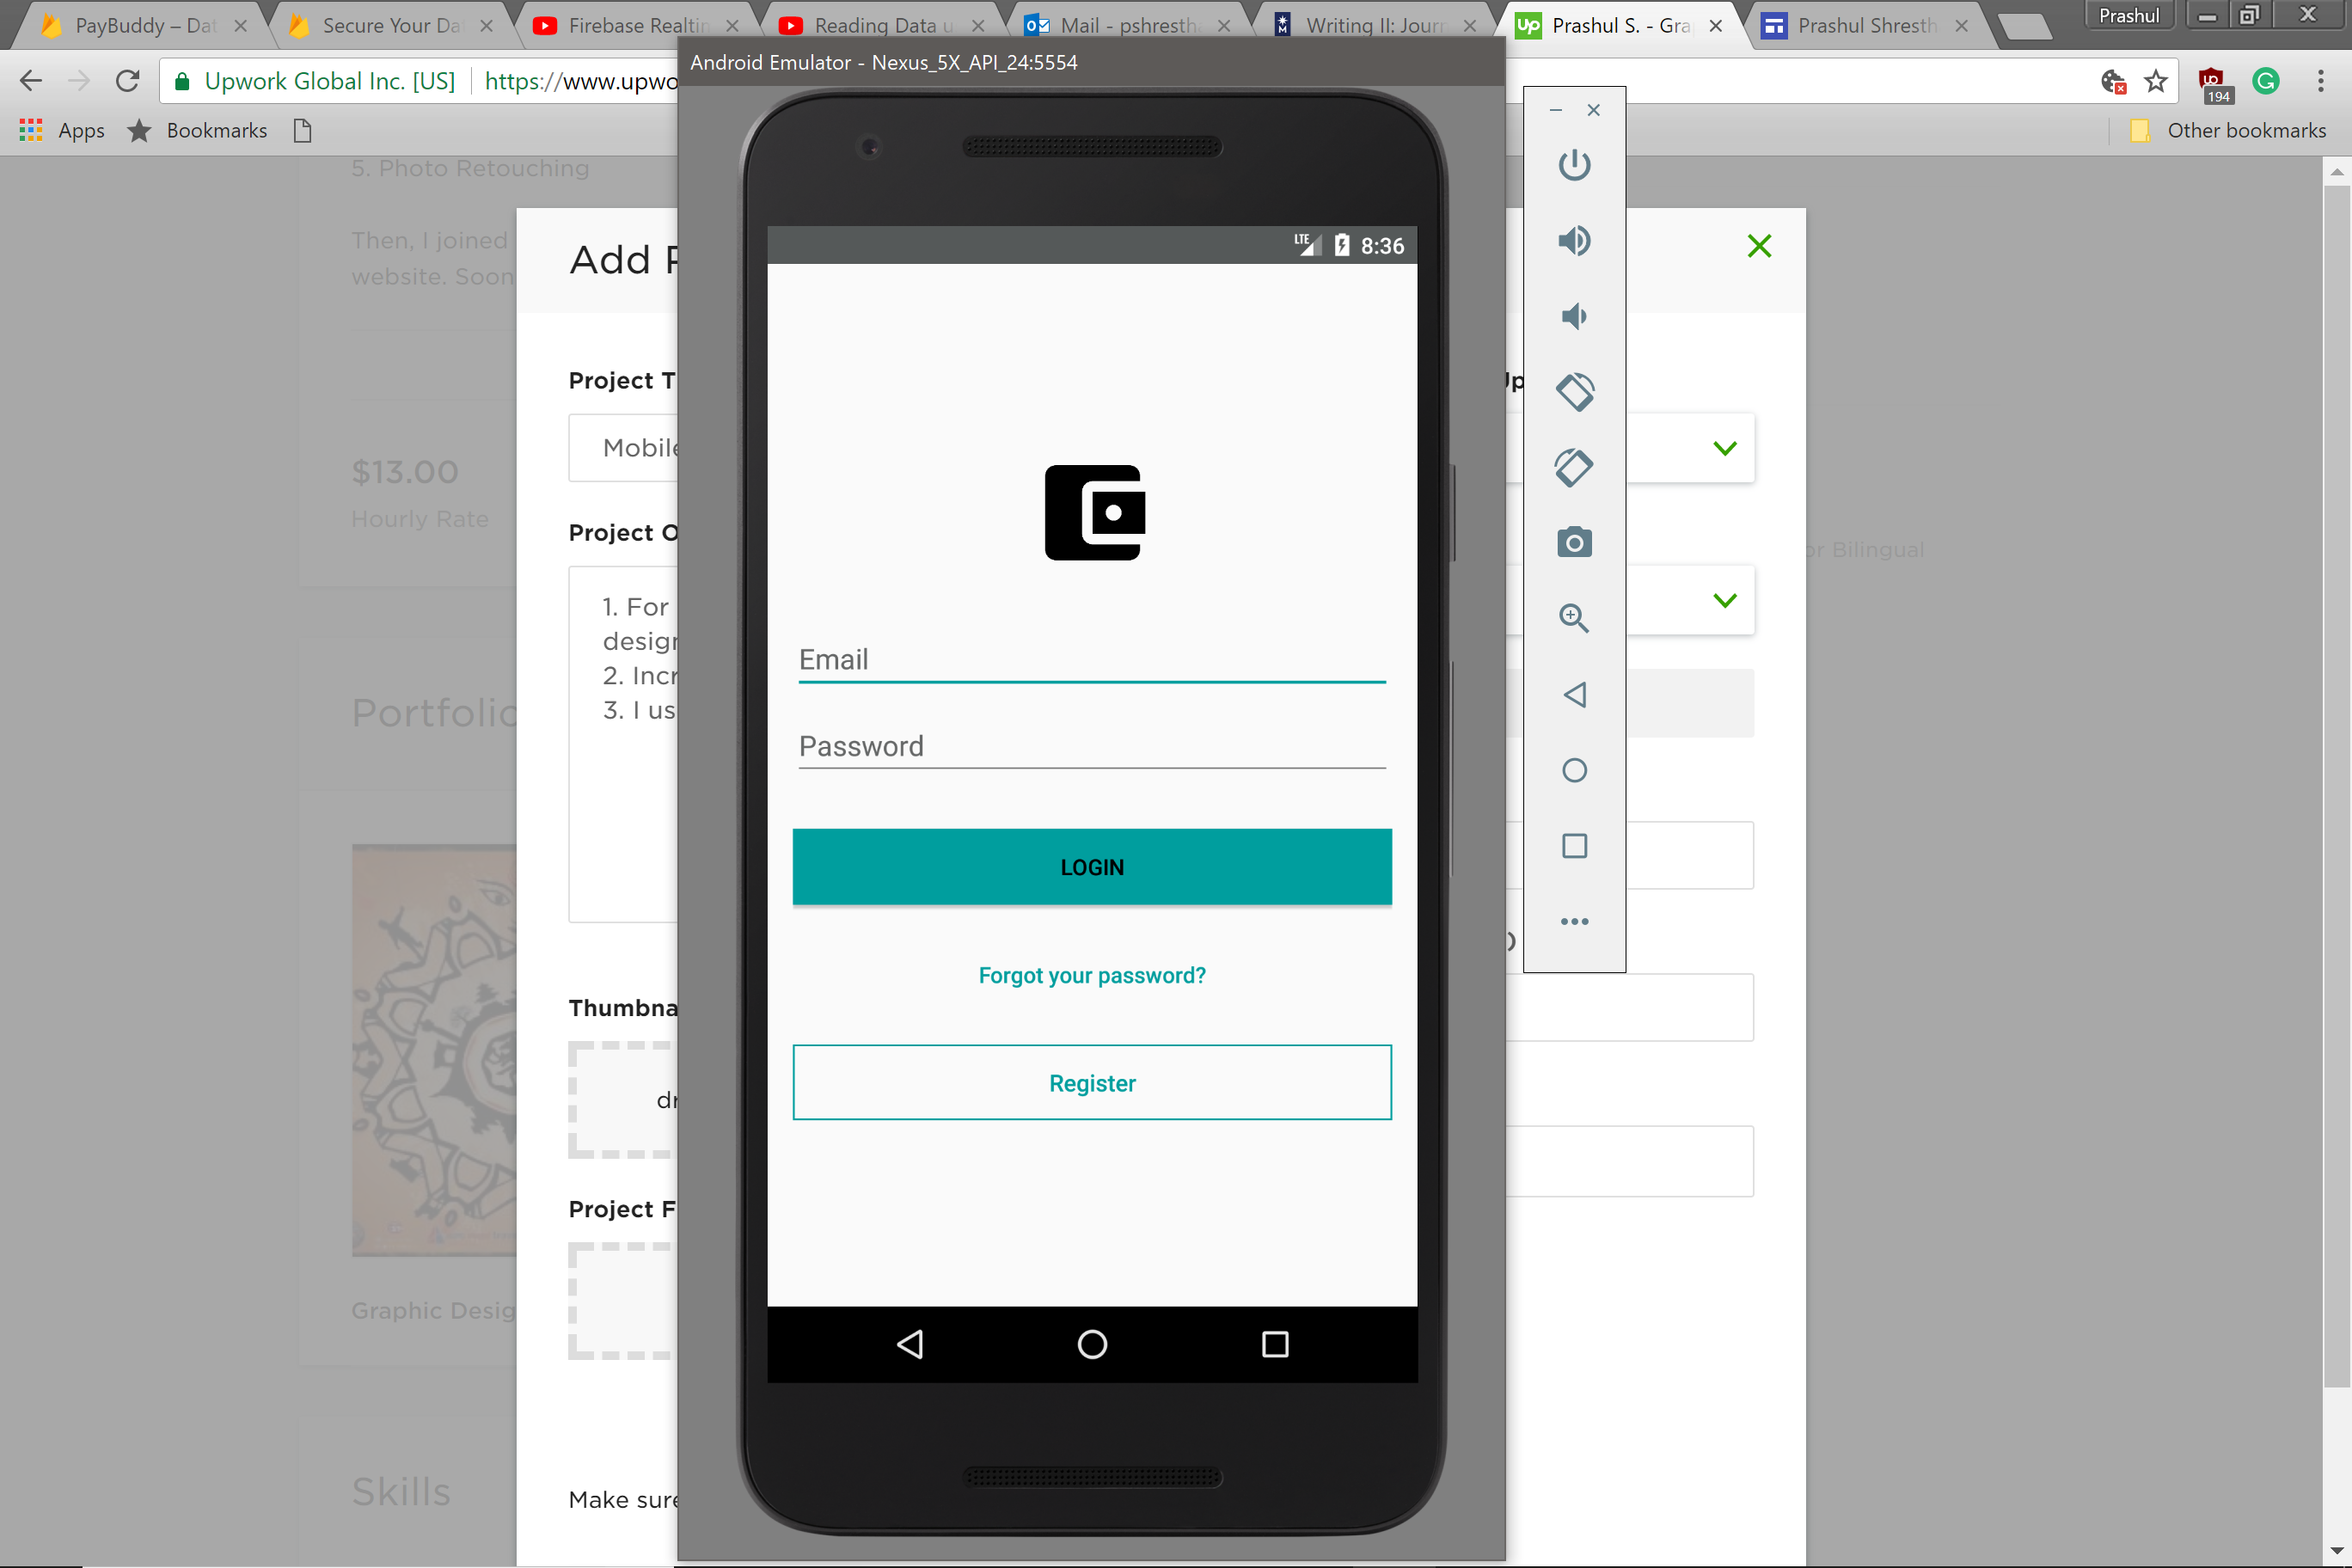 PayBuddy – Dat
Secure Your Da
Firebase Realtin
Reading Data u
Mail - pshresth
Writing II: Journ
Prashul S. - Gra
Prashul Shresth
Prashul
Upwork Global Inc. [US]
https://www.upwo
194
Apps
Bookmarks
Other bookmarks
Android Emulator - Nexus_5X_API_24:5554
5. Photo Retouching
Then, I joined
website. Soon
$13.00
Hourly Rate
Portfolio
Graphic Desig
Skills
Add P
Project T
Mobile
Project O
1. For
design
2. Incr
3. I us
Thumbna
dr
Project F
Make sure
Up
or Bilingual
LTE
8:36
Email
Password
LOGIN
Forgot your password?
Register